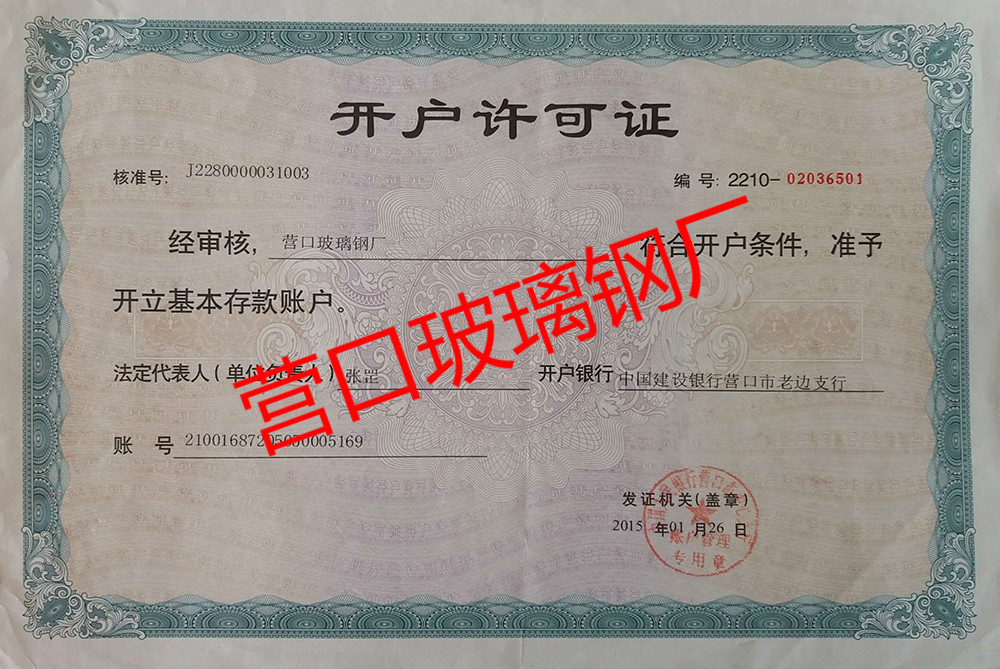 开户许可证
核准号: J2280000031003 编号: 2210-02036501
经审核, 营口玻璃钢厂 符合开户条件, 准予
开立基本存款账户。
法定代表人(单位负责人) 张罡 开户银行 中国建设银行营口市老边支行
账 号 21001687205050005169
营口玻璃钢厂
发证机关(盖章)
2015 年01 月26 日
账户管理
专用章